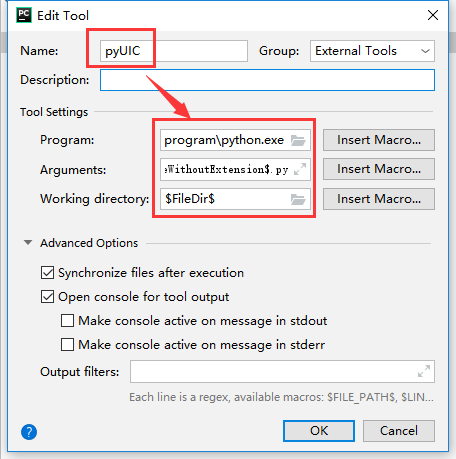 PC Edit Tool
Name: pyUIC Group: External Tools
Description:
Tool Settings
Program: program\python.exe Insert Macro...
Arguments: eWithoutExtension$.py Insert Macro...
Working directory: $FileDir$ Insert Macro...
Advanced Options
Synchronize files after execution
Open console for tool output
Make console active on message in stdout
Make console active on message in stderr
Output filters:
Each line is a regex, available macros: $FILE_PATH$, $LIN...
? OK Cancel